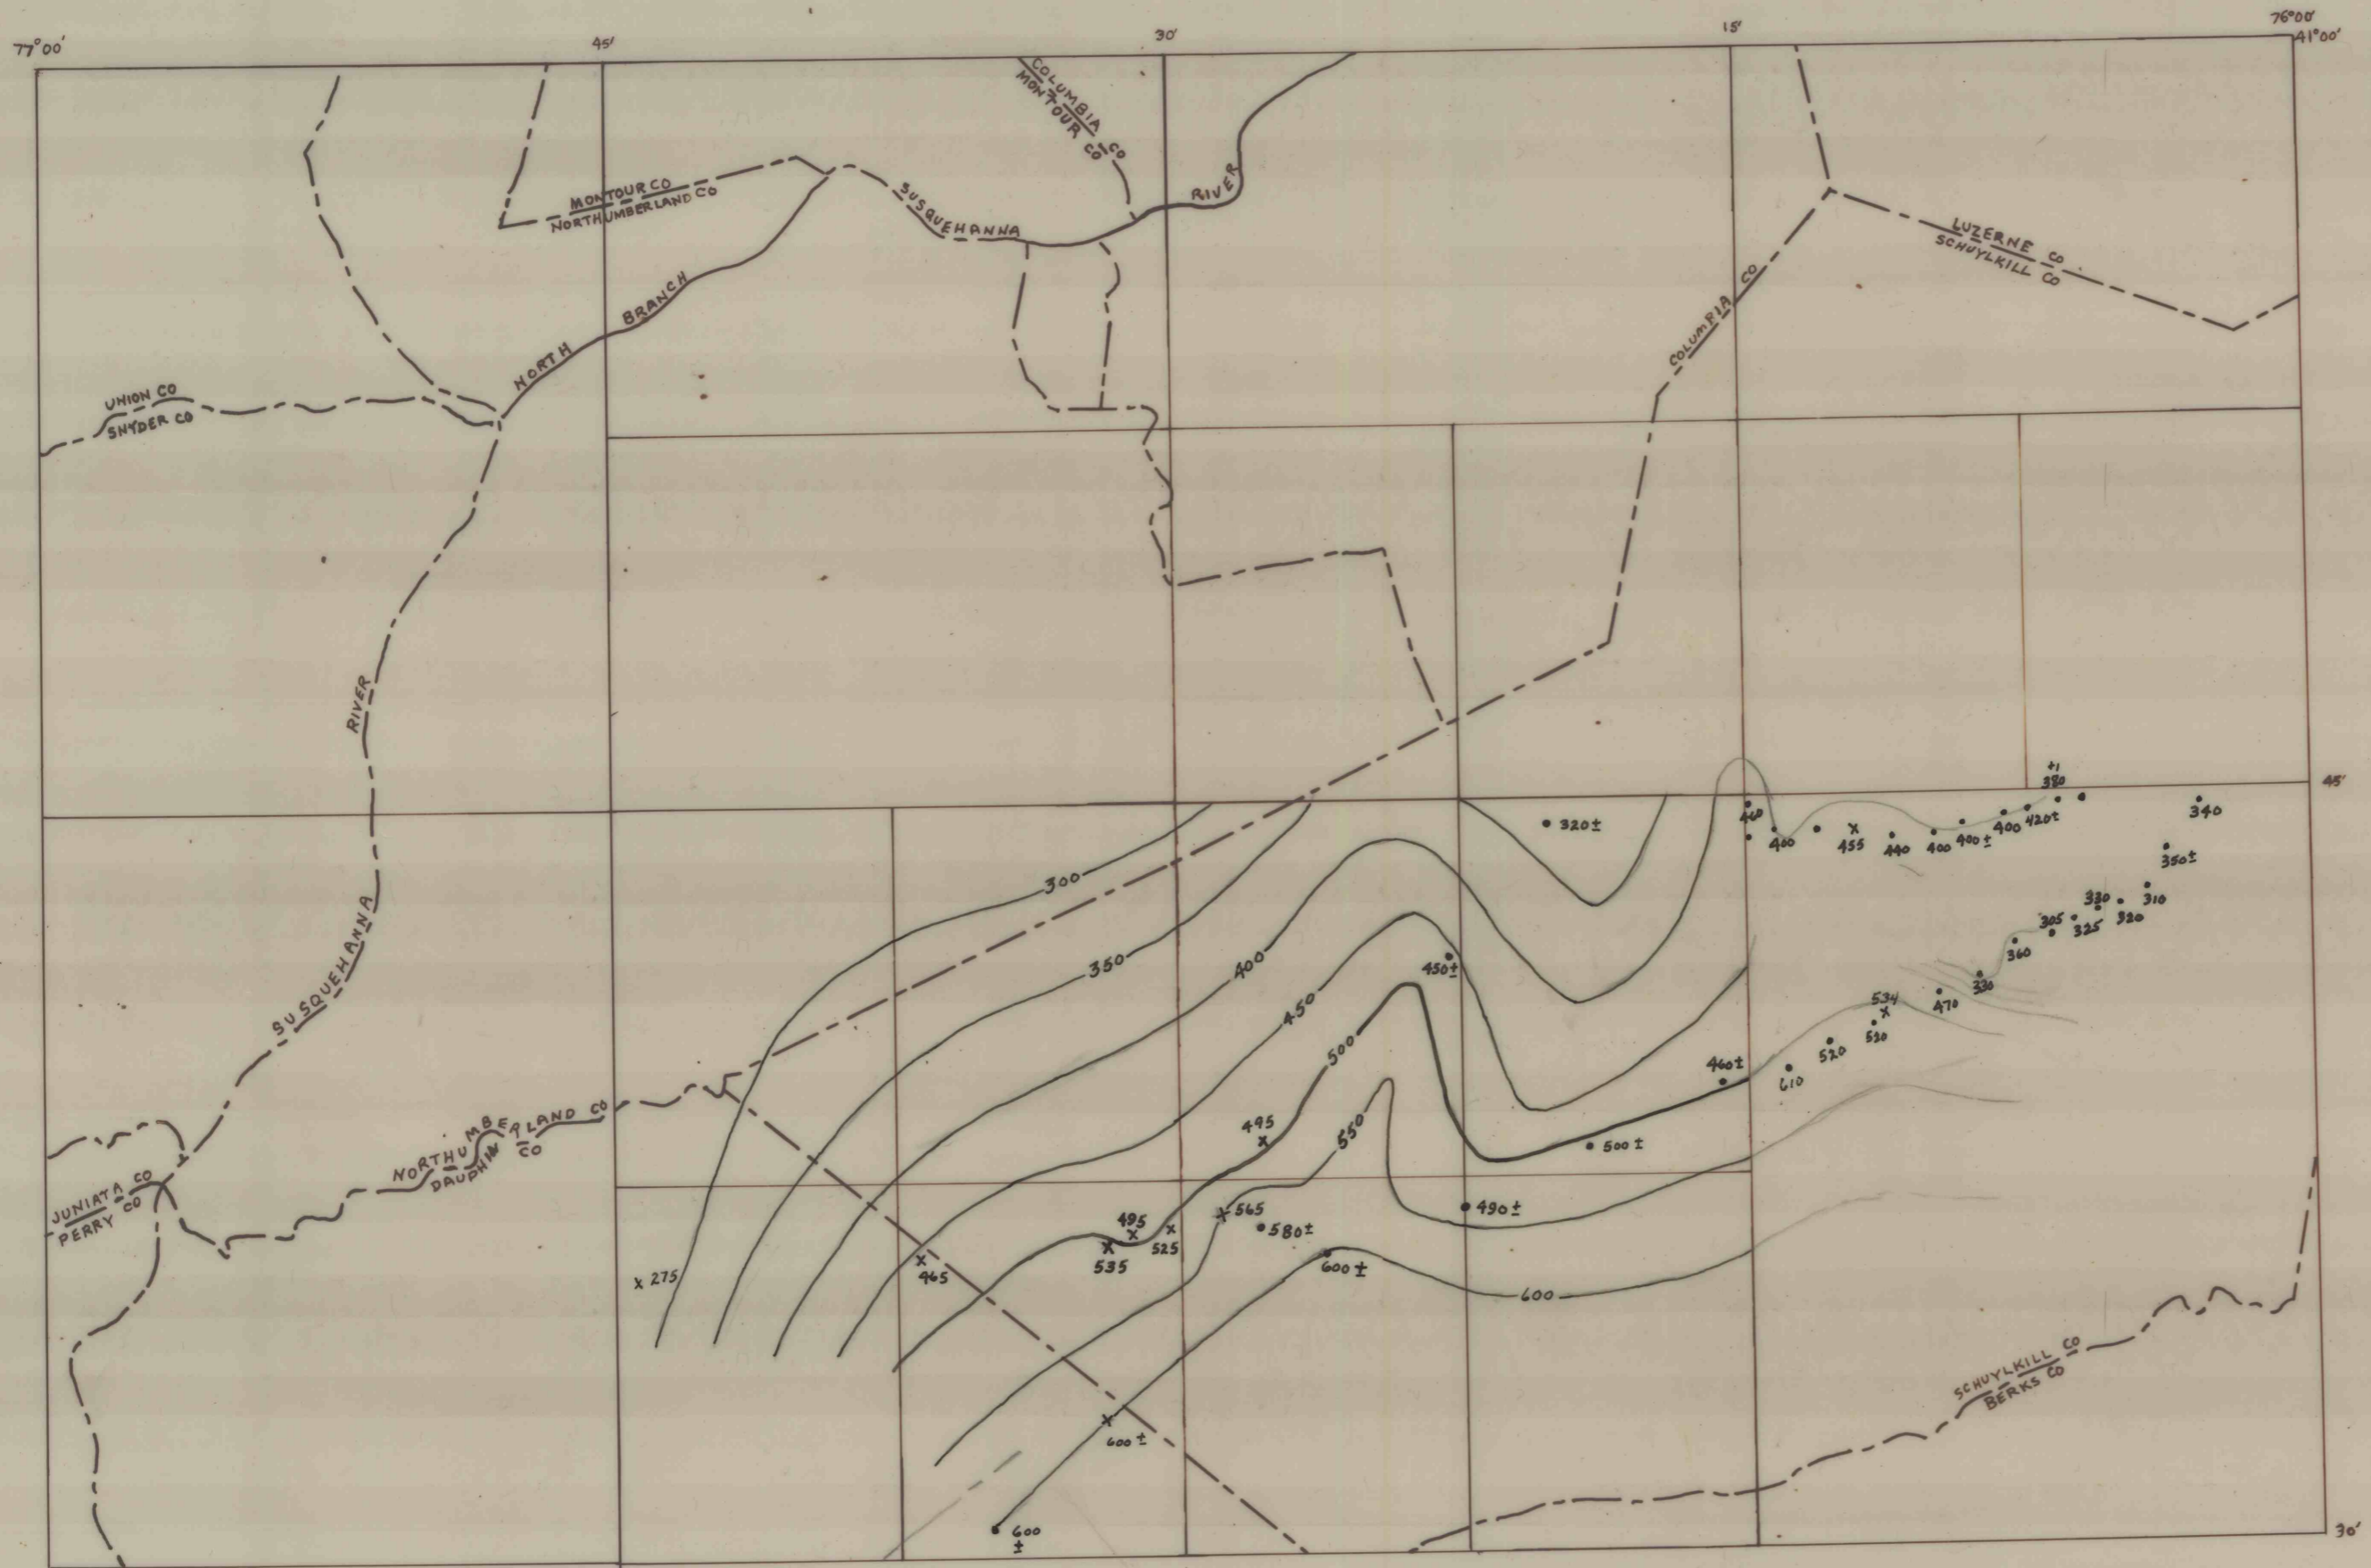 77°00'
45'
30'
15'
76°00'
41°00'
COLUMBIA CO
MONTOUR CO
MONTOUR CO
NORTHUMBERLAND CO
SUSQUEHANNA
RIVER
LUZERNE CO
SCHUYLKILL CO
COLUMBIA CO
NORTH BRANCH
UNION CO
SNYDER CO
RIVER
SUSQUEHANNA
45'
+1
380
340
320±
460
400
455
440
400
400±
400
420±
350±
300
310
330
320
305
325
360
350
400
450±
330
470
534
520
520
610
460±
450
500
495
550
500±
NORTHUMBERLAND CO
DAUPHIN CO
JUNIATA CO
PERRY CO
495
525
535
565
580±
490±
465
275
600±
600
600±
600
±
SCHUYLKILL CO
BERKS CO
30'